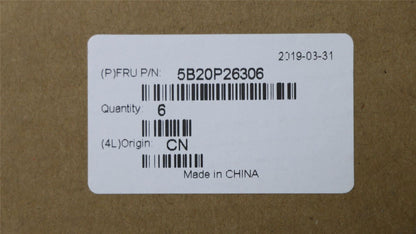 2019-03-31
(P)FRU P/N: 5B20P26306
Quantity: 6
(4L)Origin: CN
Made in CHINA